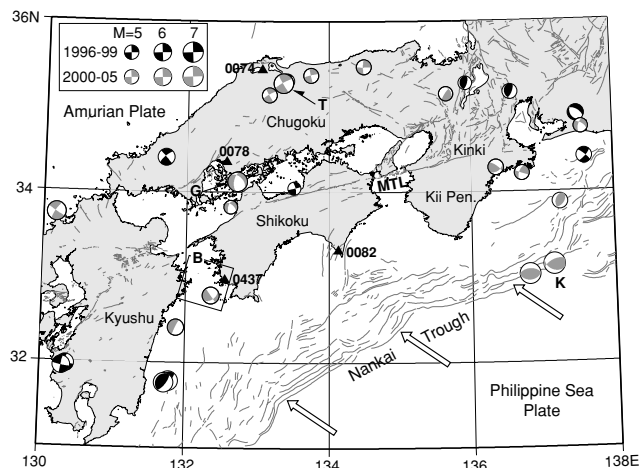 36N
M=5 6 7
1996-99
2000-05
0074
T
Amurian Plate
Chugoku
0078
Kinki
34
G
MTL
Kii Pen.
Shikoku
B
0082
0437
K
Kyushu
32
Nankai Trough
Philippine Sea
Plate
130 132 134 136 138E